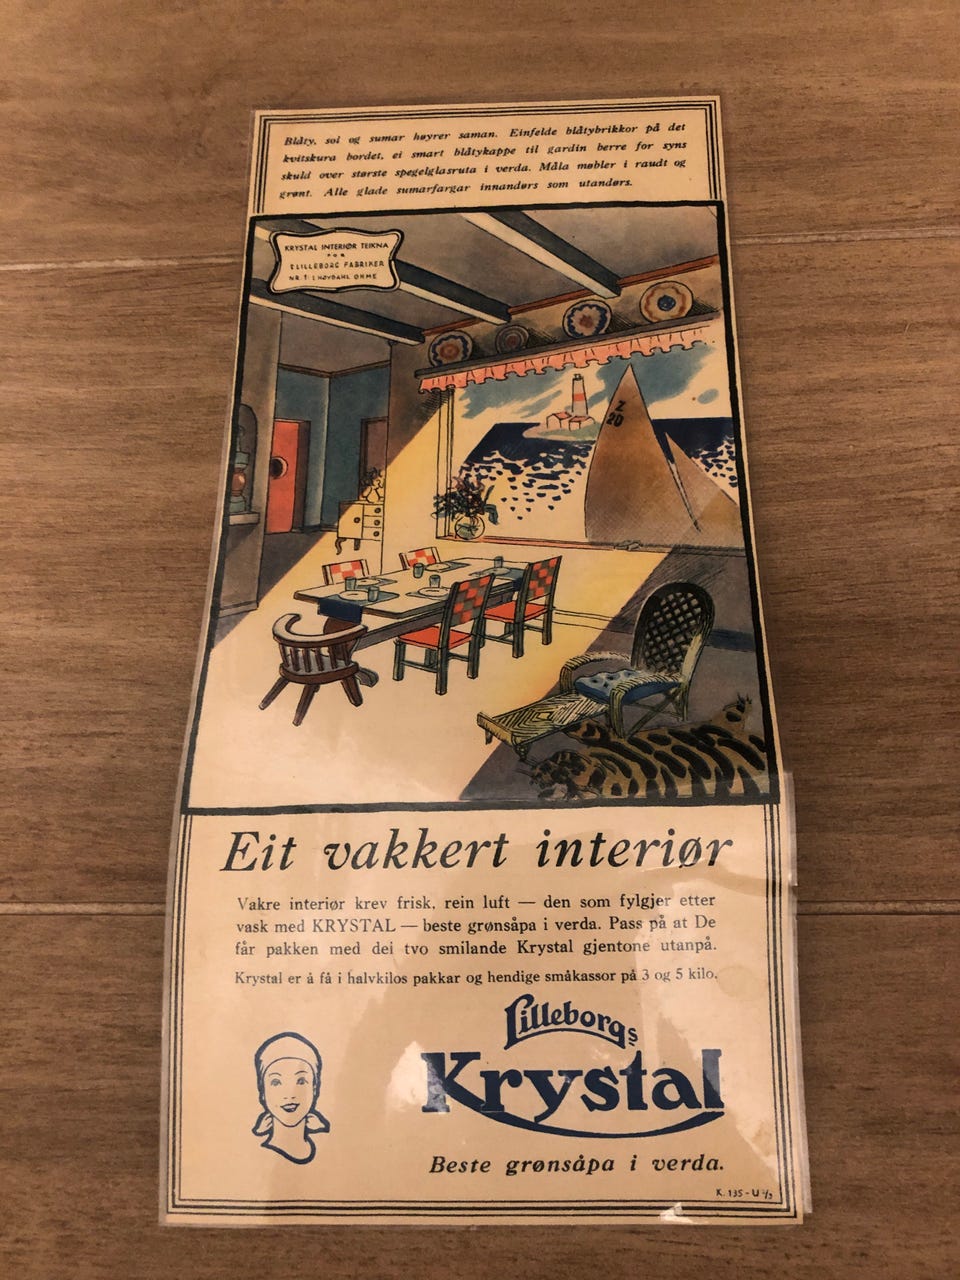 Blåty, sol og sumar høyrer saman. Einfelde blåtybrikkor på det
kvitskura bordet, ei smart blåtykappe til gardin berre for syns
skuld over største spegelglasruta i verda. Måla møbler i raudt og
grønt. Alle glade sumarfargar innandørs som utandørs.
KRYSTAL INTERIØR TEIKNA
FOR
LILLEBORG FABRIKER
Z
20
Eit vakkert interiør
Vakre interiør krev frisk, rein luft — den som fylgjer etter
vask med KRYSTAL — beste grønsåpa i verda. Pass på at De
får pakken med dei tvo smilande Krystal gjentone utanpå.
Krystal er å få i halvkilos pakkar og hendige småkassor på 3 og 5 kilo.
Lilleborgs
Krystal
Beste grønsåpa i verda.
K. 135 - U